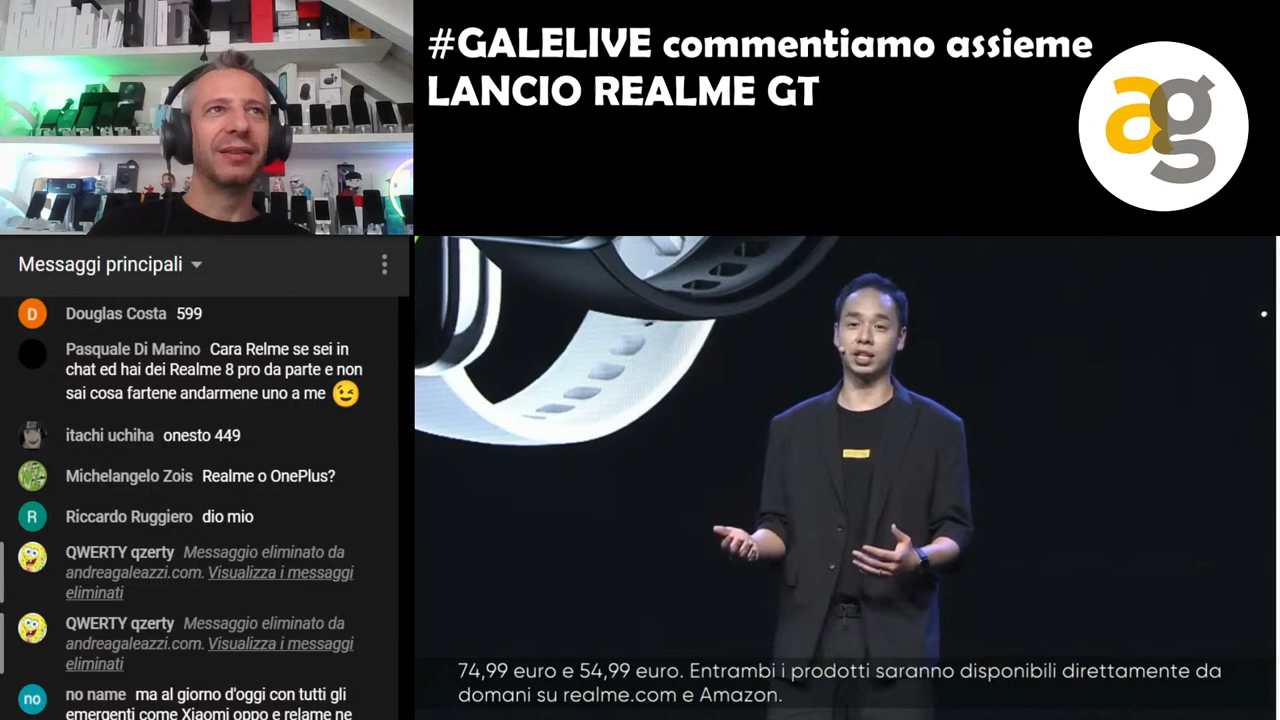 #GALELIVE commentiamo assieme
LANCIO REALME GT
ag
Messaggi principali
D Douglas Costa 599
Pasquale Di Marino Cara Relme se sei in
chat ed hai dei Realme 8 pro da parte e non
sai cosa fartene andarmene uno a me 😉
itachi uchiha onesto 449
Michelangelo Zois Realme o OnePlus?
R Riccardo Ruggiero dio mio
QWERTY qzerty Messaggio eliminato da
andreagaleazzi.com. Visualizza i messaggi
eliminati
QWERTY qzerty Messaggio eliminato da
andreagaleazzi.com. Visualizza i messaggi
eliminati
no no name ma al giorno d'oggi con tutti gli
emergenti come Xiaomi oppo e relame ne
74,99 euro e 54,99 euro. Entrambi i prodotti saranno disponibili direttamente da
domani su realme.com e Amazon.